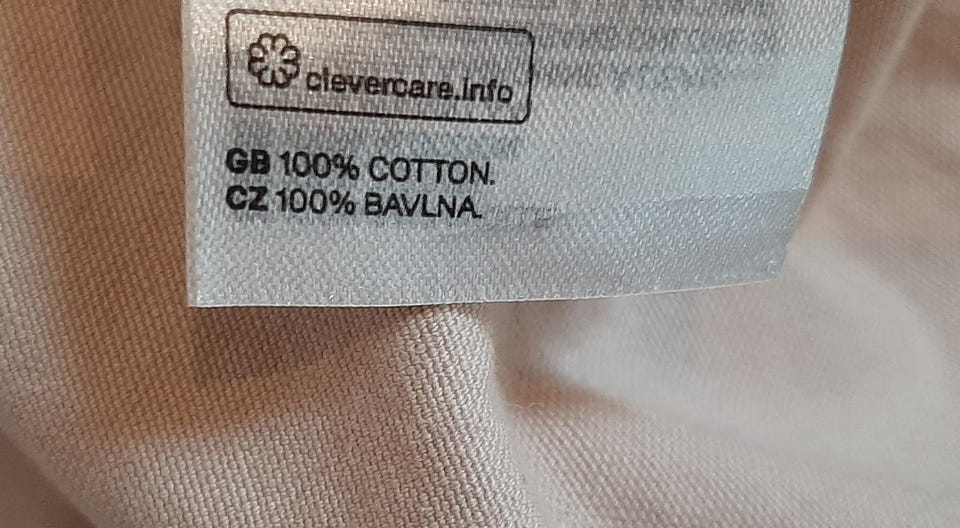 clevercare.info
GB 100% COTTON.
CZ 100% BAVLNA.